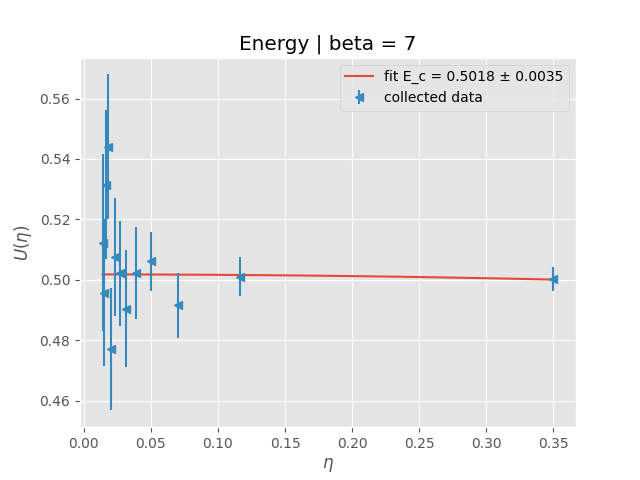 Energy | beta = 7
fit E_c = 0.5018 ± 0.0035
collected data
U(η)
0.56
0.54
0.52
0.50
0.48
0.46
0.00 0.05 0.10 0.15 0.20 0.25 0.30 0.35
η